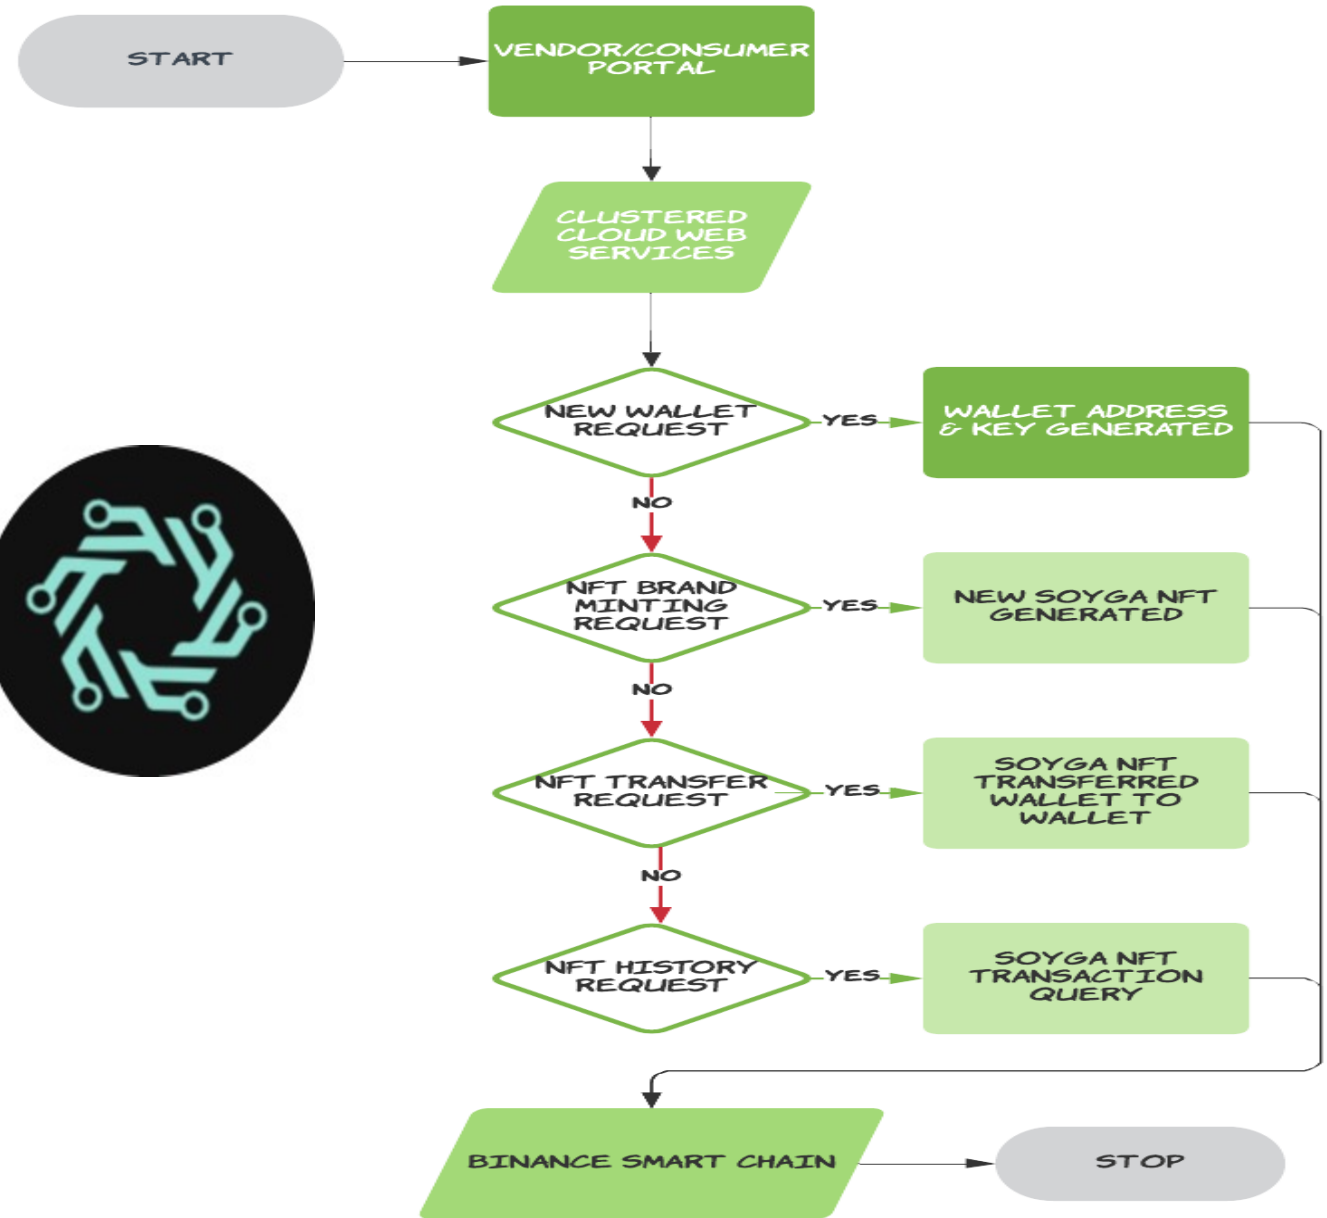 START
VENDOR/CONSUMER
PORTAL
CLUSTERED
CLOUD WEB
SERVICES
NEW WALLET
REQUEST
YES
WALLET ADDRESS
& KEY GENERATED
NO
NFT BRAND
MINTING
REQUEST
YES
NEW SOYGA NFT
GENERATED
NO
NFT TRANSFER
REQUEST
YES
SOYGA NFT
TRANSFERRED
WALLET TO
WALLET
NO
NFT HISTORY
REQUEST
YES
SOYGA NFT
TRANSACTION
QUERY
BINANCE SMART CHAIN
STOP